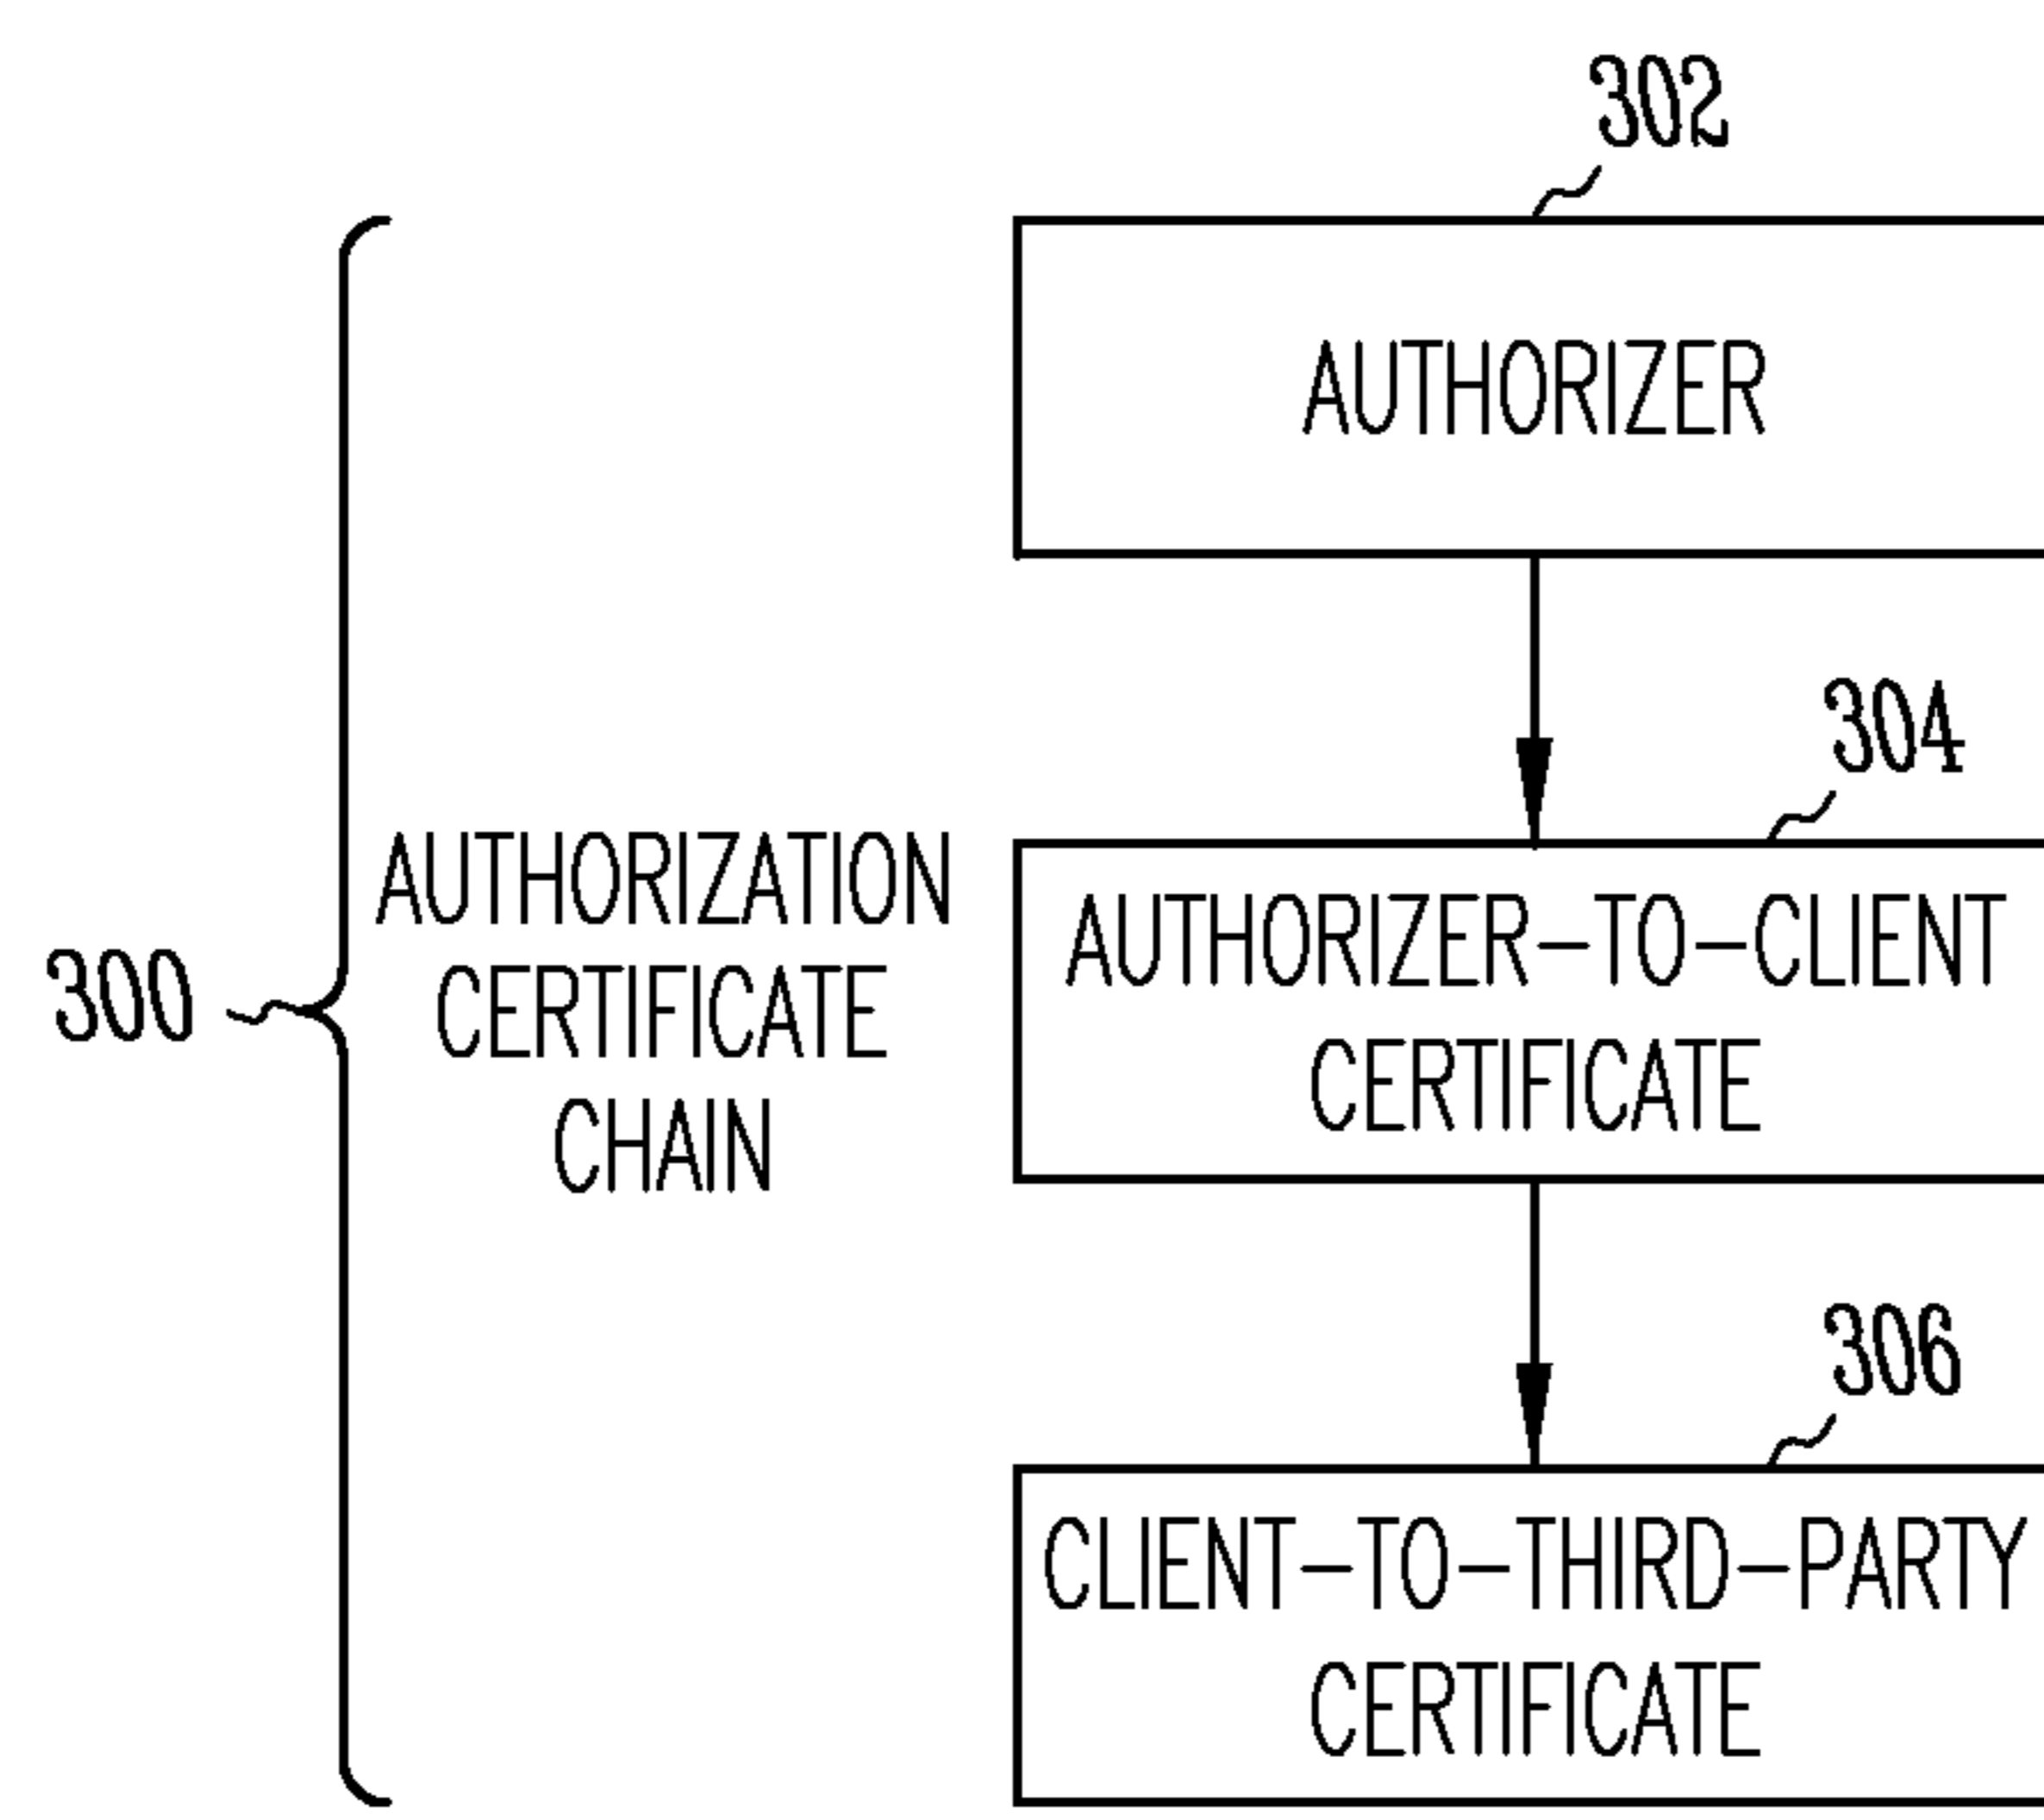 302
AUTHORIZER
304
AUTHORIZER-TO-CLIENT
CERTIFICATE
300
AUTHORIZATION
CERTIFICATE
CHAIN
306
CLIENT-TO-THIRD-PARTY
CERTIFICATE